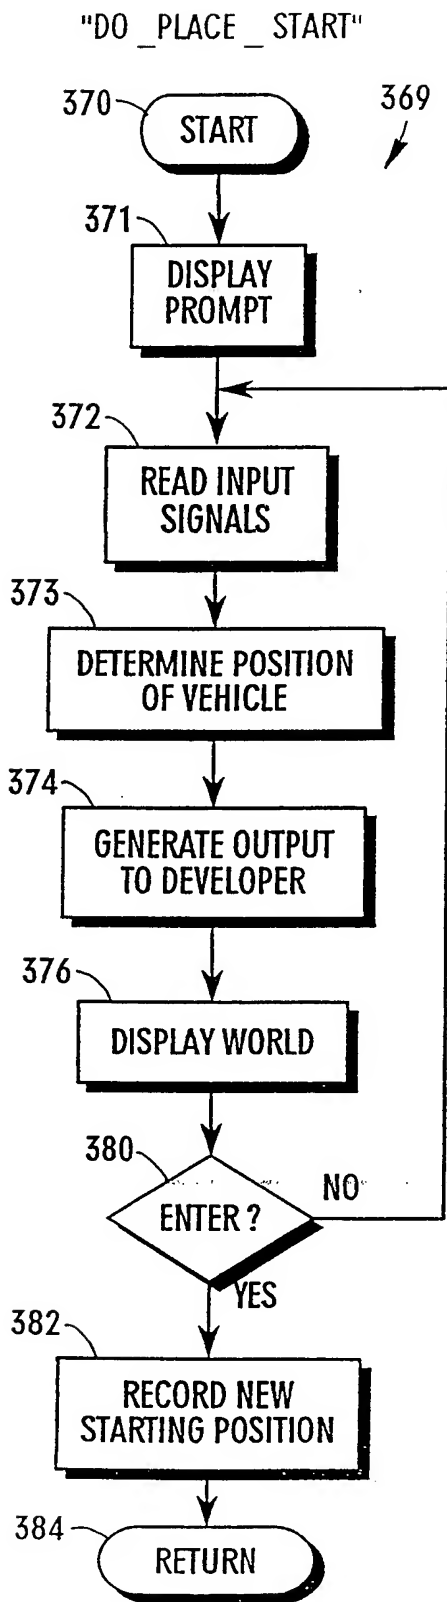 "DO_PLACE_START"
370
START
369
371
DISPLAY
PROMPT
372
READ INPUT
SIGNALS
373
DETERMINE POSITION
OF VEHICLE
374
GENERATE OUTPUT
TO DEVELOPER
376
DISPLAY WORLD
380
ENTER ?
NO
YES
382
RECORD NEW
STARTING POSITION
384
RETURN